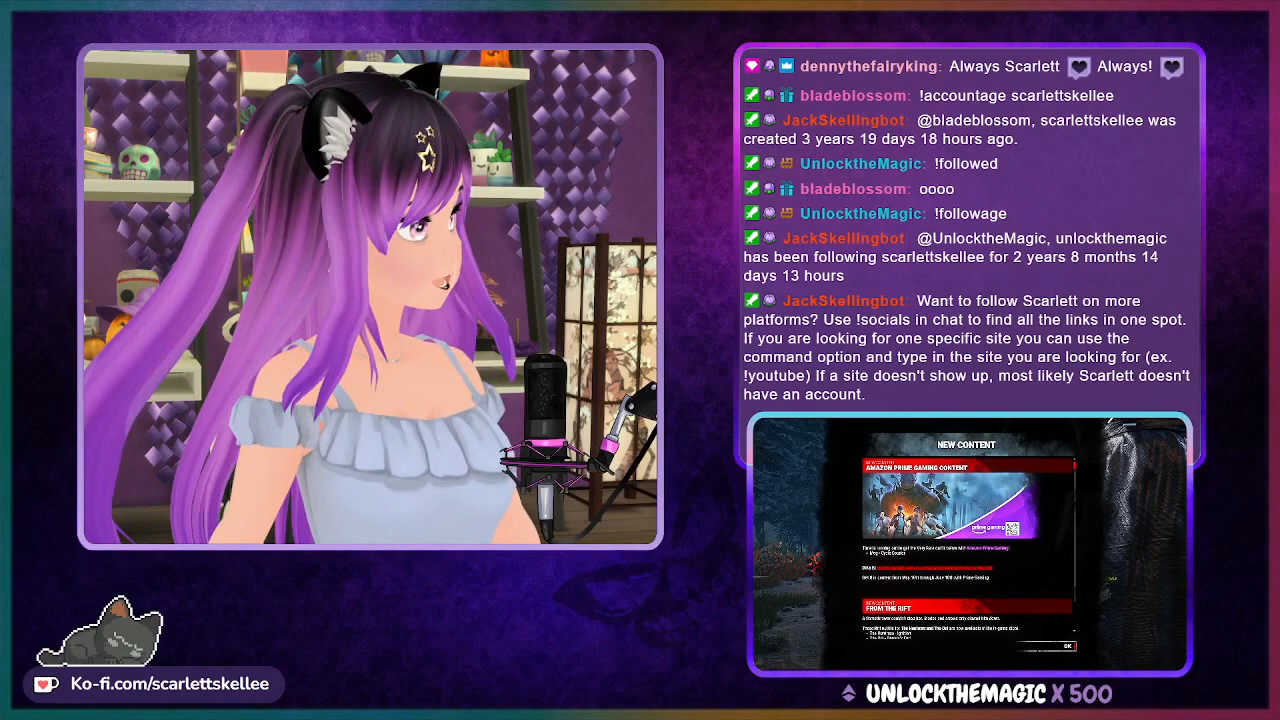 dennythefairyking: Always Scarlett Always!
bladeblossom: !accountage scarlettskellee
JackSkellingbot: @bladeblossom, scarlettskellee was
created 3 years 19 days 18 hours ago.
UnlocktheMagic: !followed
bladeblossom: oooo
UnlocktheMagic: !followage
JackSkellingbot: @UnlocktheMagic, unlockthemagic
has been following scarlettskellee for 2 years 8 months 14
days 13 hours
JackSkellingbot: Want to follow Scarlett on more
platforms? Use !socials in chat to find all the links in one spot.
If you are looking for one specific site you can use the
command option and type in the site you are looking for (ex.
!youtube) If a site doesn't show up, most likely Scarlett doesn't
have an account.
NEW CONTENT
NEW CONTENT
AMAZON PRIME GAMING CONTENT
prime gaming
NEW CONTENT
FROM THE RIFT
OK
Ko-fi.com/scarlettskellee
UNLOCKTHEMAGIC X 500